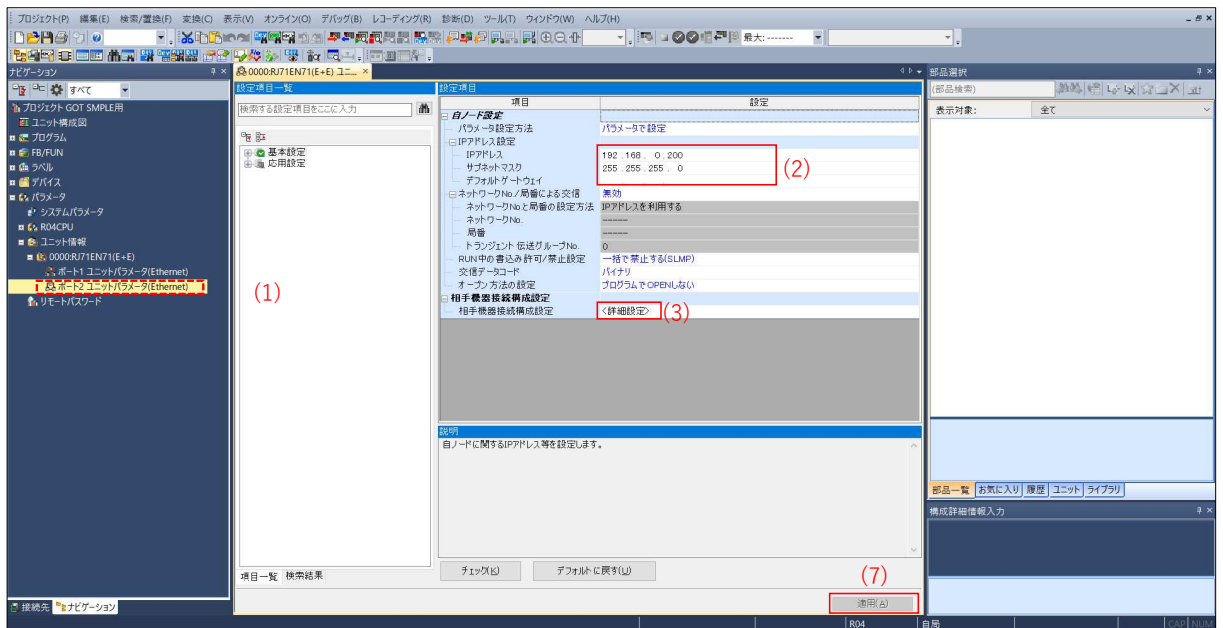 プロジェクト(P) 編集(E) 検索/置換(F) 変換(C) 表示(V) オンライン(O) デバッグ(B) レコーディング(R) 診断(D) ツール(T) ウィンドウ(W) ヘルプ(H)
最大: -------
ナビゲーション
すべて
プロジェクト GOT SMPLE用
ユニット構成図
プログラム
FB/FUN
ラベル
デバイス
パラメータ
システムパラメータ
R04CPU
ユニット情報
0000:RJ71EN71(E+E)
ポート1 ユニットパラメータ(Ethernet)
ポート2 ユニットパラメータ(Ethernet)
リモートパスワード
接続先 ナビゲーション
0000:RJ71EN71(E+E) ユニ...
設定項目一覧
検索する設定項目をここに入力
基本設定
応用設定
(1)
項目一覧 検索結果
設定項目
項目 設定
自ノード設定
パラメータ設定方法 パラメータで設定
IPアドレス設定
IPアドレス 192 . 168 . 0 . 200
サブネットマスク 255 . 255 . 255 . 0
デフォルトゲートウェイ . . .
(2)
ネットワークNo./局番による交信 無効
ネットワークNo.と局番の設定方法 IPアドレスを利用する
ネットワークNo. -----
局番 -----
トランジェント伝送グループNo. 0
RUN中の書込み許可/禁止設定 一括で禁止する(SLMP)
交信データコード バイナリ
オープン方法の設定 プログラムでOPENしない
相手機器接続構成設定
相手機器接続構成設定 <詳細設定> (3)
説明
自ノードに関するIPアドレス等を設定します。
チェック(K) デフォルトに戻す(U)
(7)
適用(A)
部品選択
(部品検索)
表示対象: 全て
部品一覧 お気に入り 履歴 ユニット ライブラリ
構成詳細情報入力
R04 自局 CAP NUM